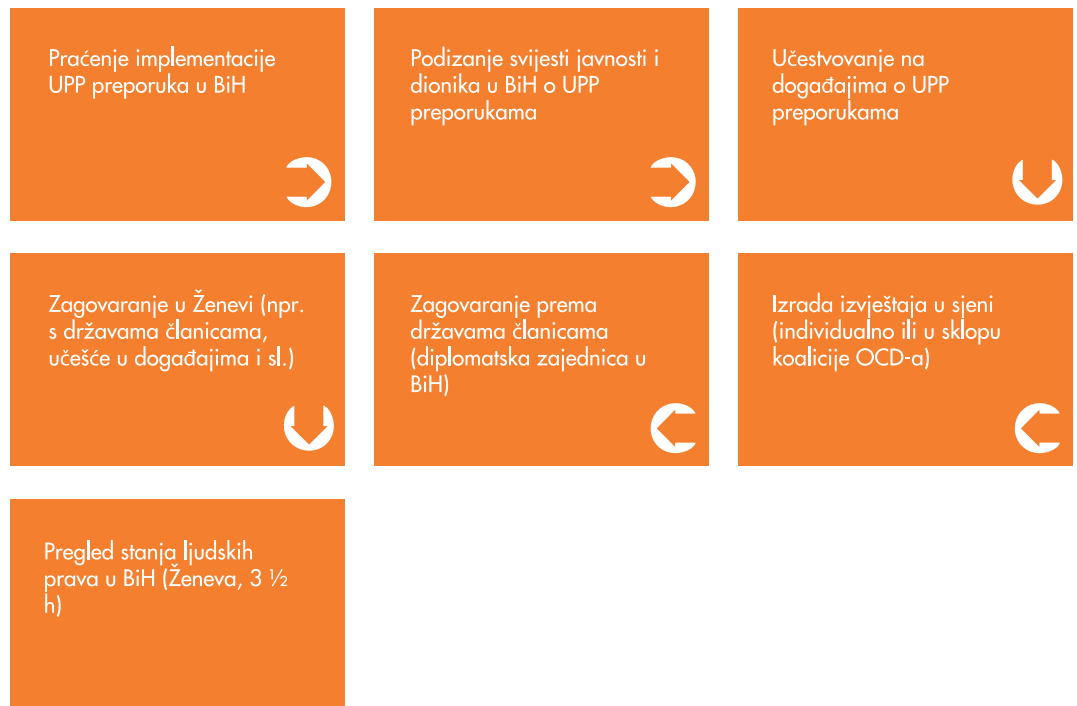 Praćenje implementacije
UPP preporuka u BiH
Podizanje svijesti javnosti i
dionika u BiH o UPP
preporukama
Učestvovanje na
događajima o UPP
preporukama
Zagovaranje u Ženevi (npr.
s državama članicama,
učešće u događajima i sl.)
Zagovaranje prema
državama članicama
(diplomatska zajednica u
BiH)
Izrada izvještaja u sjeni
(individualno ili u sklopu
koalicije OCD-a)
Pregled stanja ljudskih
prava u BiH (Ženeva, 3 ½
h)